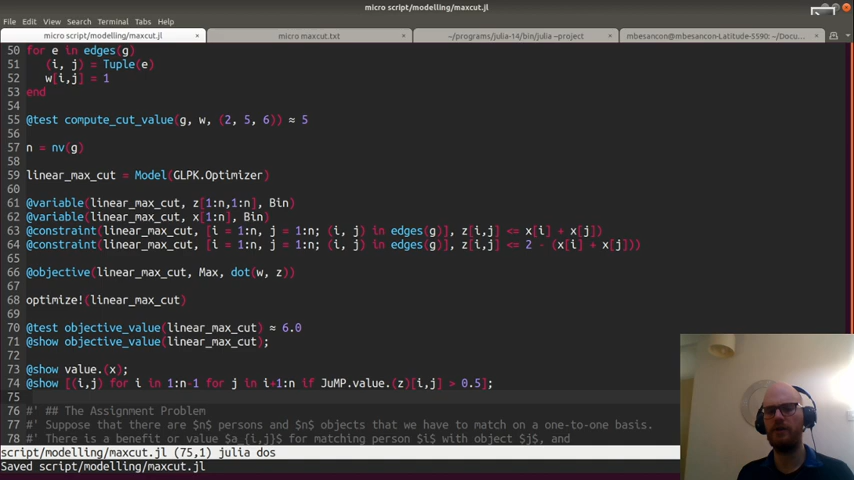 micro script/modelling/maxcut.jl
File Edit View Search Terminal Tabs Help
micro script/modelling/maxcut.jl × micro maxcut.txt × ~/programs/julia-14/bin/julia –project × mbesancon@mbesancon-Latitude-5590: ~/Docu... ×
50 for e in edges(g)
51 (i, j) = Tuple(e)
52 w[i,j] = 1
53 end
54
55 @test compute_cut_value(g, w, (2, 5, 6)) ≈ 5
56
57 n = nv(g)
58
59 linear_max_cut = Model(GLPK.Optimizer)
60
61 @variable(linear_max_cut, z[1:n,1:n], Bin)
62 @variable(linear_max_cut, x[1:n], Bin)
63 @constraint(linear_max_cut, [i = 1:n, j = 1:n; (i, j) in edges(g)], z[i,j] <= x[i] + x[j])
64 @constraint(linear_max_cut, [i = 1:n, j = 1:n; (i, j) in edges(g)], z[i,j] <= 2 - (x[i] + x[j]))
65
66 @objective(linear_max_cut, Max, dot(w, z))
67
68 optimize!(linear_max_cut)
69
70 @test objective_value(linear_max_cut) ≈ 6.0
71 @show objective_value(linear_max_cut);
72
73 @show value.(x);
74 @show [(i,j) for i in 1:n-1 for j in i+1:n if JuMP.value.(z)[i,j] > 0.5];
75
76 #' ## The Assignment Problem
77 #' Suppose that there are $n$ persons and $n$ objects that we have to match on a one-to-one basis.
78 #' There is a benefit or value $a_{i,j}$ for matching person $i$ with object $j$, and
script/modelling/maxcut.jl (75,1) julia dos
Saved script/modelling/maxcut.jl